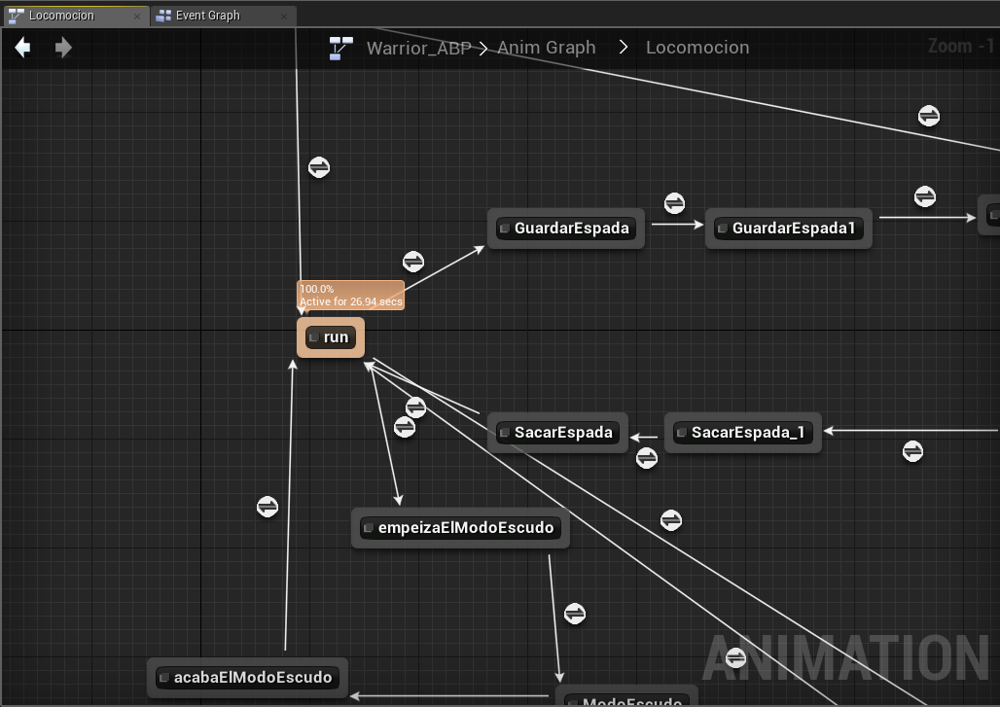 Locomocion
Event Graph
Warrior_ABP > Anim Graph > Locomocion
Zoom -1
GuardarEspada
GuardarEspada1
100.0%
Active for 26.94 secs
run
SacarEspada
SacarEspada_1
empeizaElModoEscudo
acabaElModoEscudo
ModoEscudo
ANIMATION